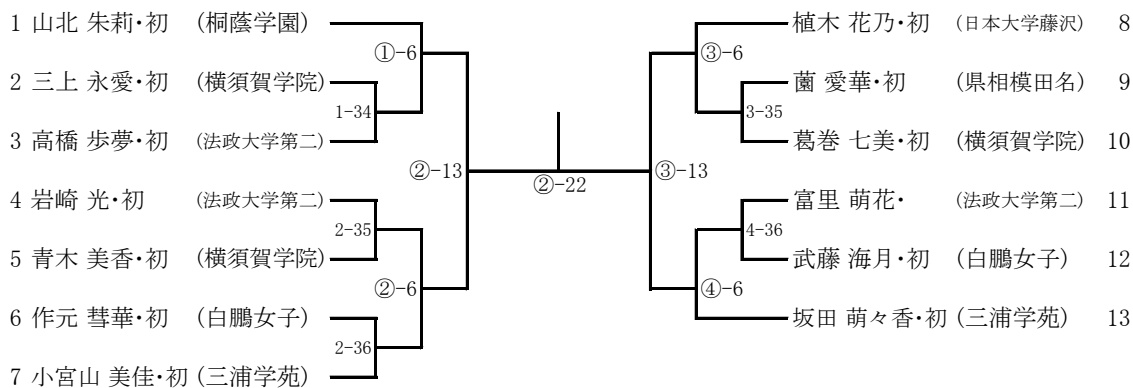 1 山北 朱莉・初 (桐蔭学園)
①-6
2 三上 永愛・初 (横須賀学院)
1-34
3 高橋 歩夢・初 (法政大学第二)
②-13
4 岩崎 光・初 (法政大学第二)
2-35
5 青木 美香・初 (横須賀学院)
②-6
6 作元 彗華・初 (白鵬女子)
2-36
7 小宮山 美佳・初 (三浦学苑)
②-22
植木 花乃・初 (日本大学藤沢) 8
③-6
薗 愛華・初 (県相模田名) 9
3-35
葛巻 七美・初 (横須賀学院) 10
③-13
富里 萌花・ (法政大学第二) 11
4-36
武藤 海月・初 (白鵬女子) 12
④-6
坂田 萌々香・初 (三浦学苑) 13